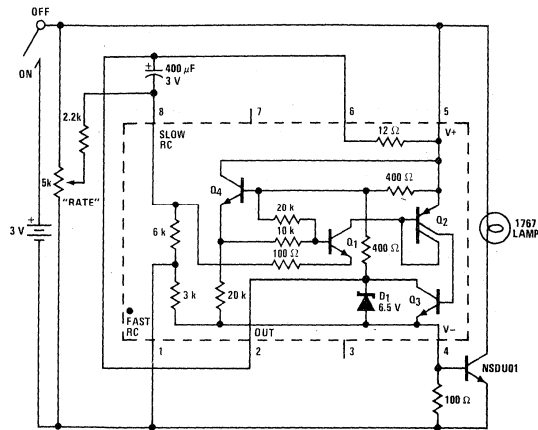 OFF
+ 400 µF
3 V
ON
2.2k
8
7
6
5
SLOW
RC
V+
12 Ω
400 Ω
Q4
5k
20 k
Q2
"RATE"
10 k
Q1
1767
LAMP
6 k
100 Ω
400 Ω
3 V
+
Q3
3 k
20 k
D1
6.5 V
FAST
RC
OUT
V−
1
2
3
4
NSDU01
100 Ω